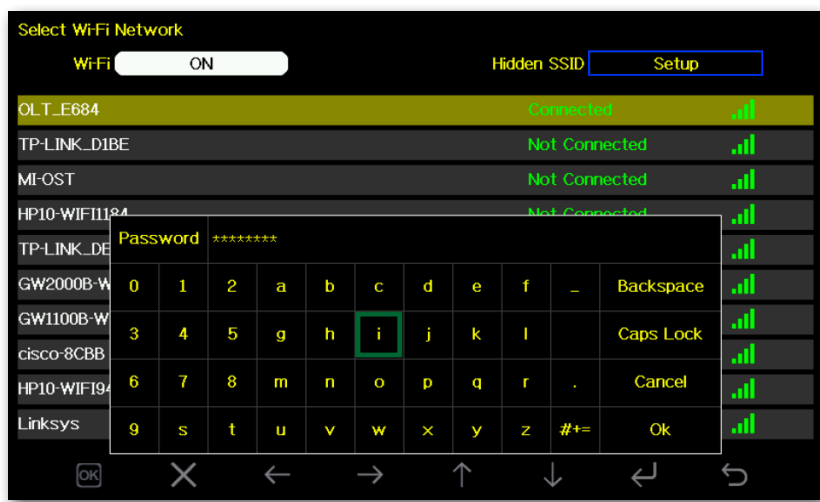 Select Wi-Fi Network
Wi-Fi ON Hidden SSID Setup
OLT_E684 Connected
TP-LINK_D1BE Not Connected
MI-OST Not Connected
HP10-WIFI1184 Not Connected
TP-LINK_DE
GW2000B-W
GW1100B-W
cisco-8CBB
HP10-WIFI94
Linksys
Password ********
0 1 2 a b c d e f _ Backspace
3 4 5 g h i j k l Caps Lock
6 7 8 m n o p q r . Cancel
9 s t u v w x y z #+= Ok
OK